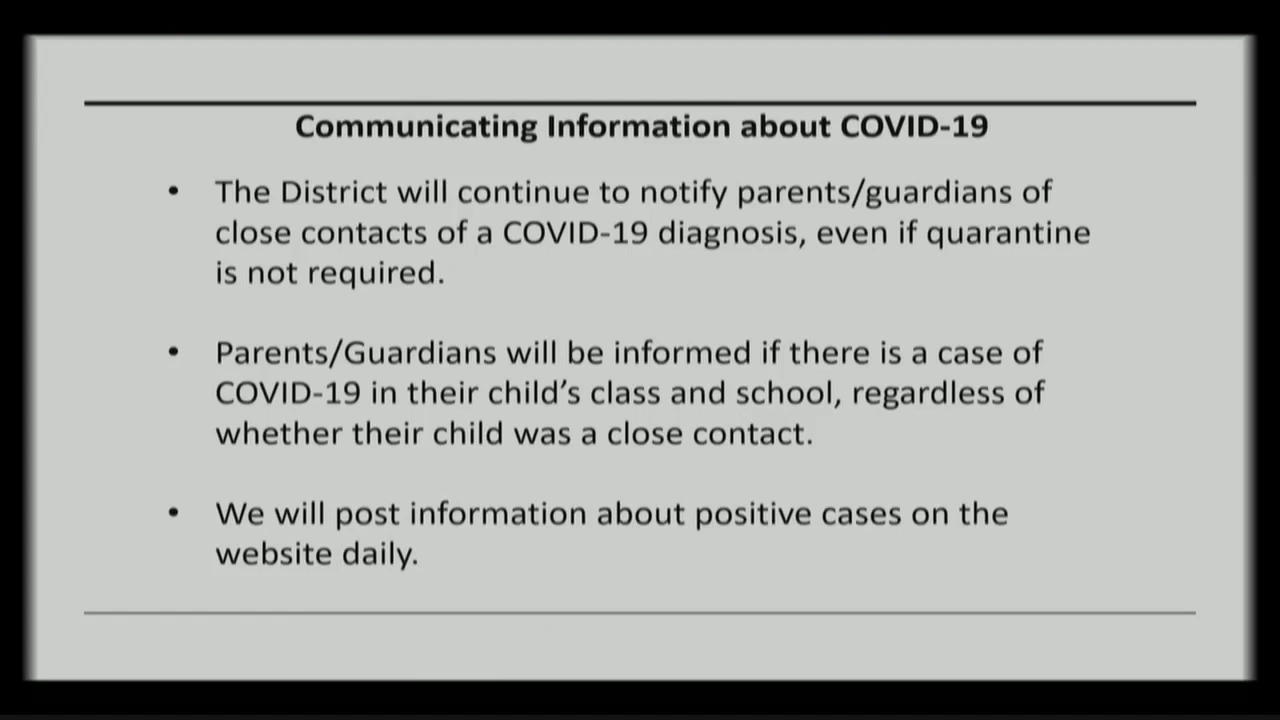 Communicating Information about COVID-19
• The District will continue to notify parents/guardians of
close contacts of a COVID-19 diagnosis, even if quarantine
is not required.
• Parents/Guardians will be informed if there is a case of
COVID-19 in their child’s class and school, regardless of
whether their child was a close contact.
• We will post information about positive cases on the
website daily.